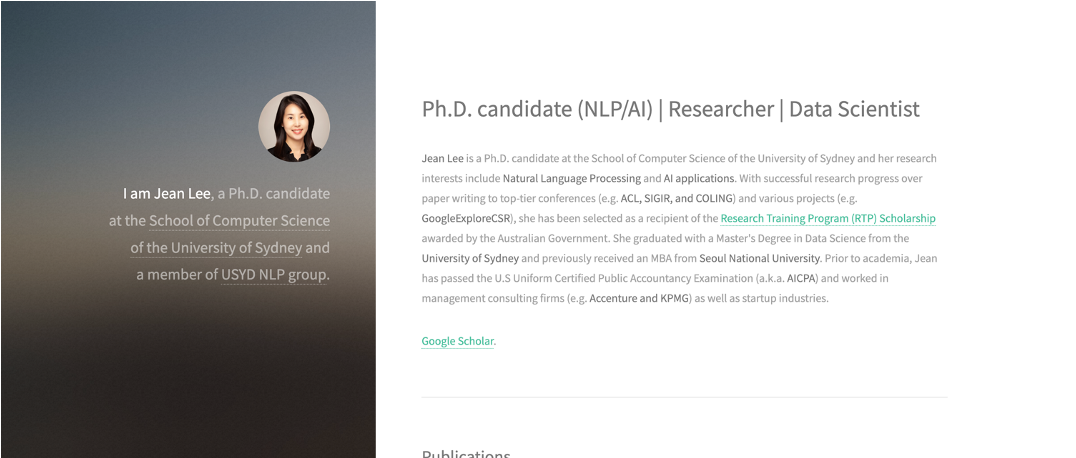 I am Jean Lee, a Ph.D. candidate
at the School of Computer Science
of the University of Sydney and
a member of USYD NLP group.
Ph.D. candidate (NLP/AI) | Researcher | Data Scientist
Jean Lee is a Ph.D. candidate at the School of Computer Science of the University of Sydney and her research
interests include Natural Language Processing and AI applications. With successful research progress over
paper writing to top-tier conferences (e.g. ACL, SIGIR, and COLING) and various projects (e.g.
GoogleExploreCSR), she has been selected as a recipient of the Research Training Program (RTP) Scholarship
awarded by the Australian Government. She graduated with a Master's Degree in Data Science from the
University of Sydney and previously received an MBA from Seoul National University. Prior to academia, Jean
has passed the U.S Uniform Certified Public Accountancy Examination (a.k.a. AICPA) and worked in
management consulting firms (e.g. Accenture and KPMG) as well as startup industries.
Google Scholar.
Publications